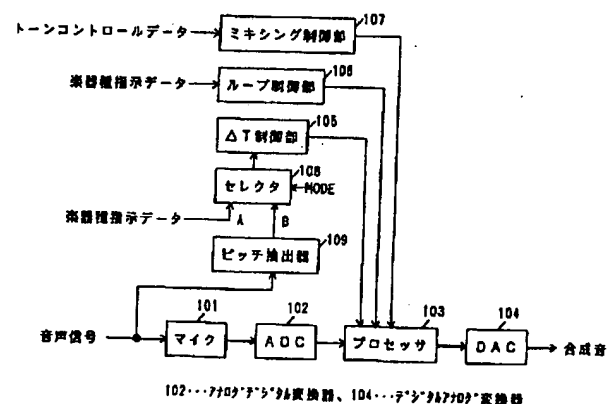 トーンコントロールデータ
ミキシング制御部
107
楽器種指示データ
ループ制御部
106
105
ΔT制御部
108
セレクタ
MODE
楽器種指示データ
A
B
109
ピッチ抽出器
音声信号
101
マイク
102
ADC
103
プロセッサ
104
DAC
合成音
102・・・アナログデジタル変換器、104・・・デジタルアナログ変換器